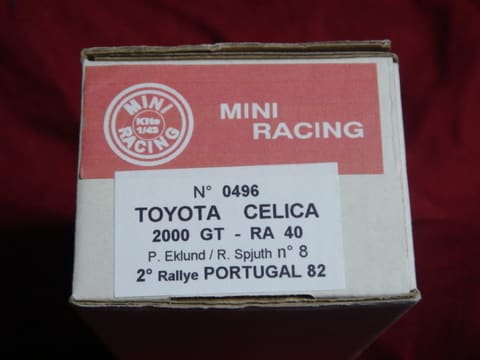 MINI
Kits
1/43
RACING
MINI
RACING
N° 0496
TOYOTA CELICA
2000 GT - RA 40
P. Eklund / R. Spjuth n° 8
2° Rallye PORTUGAL 82